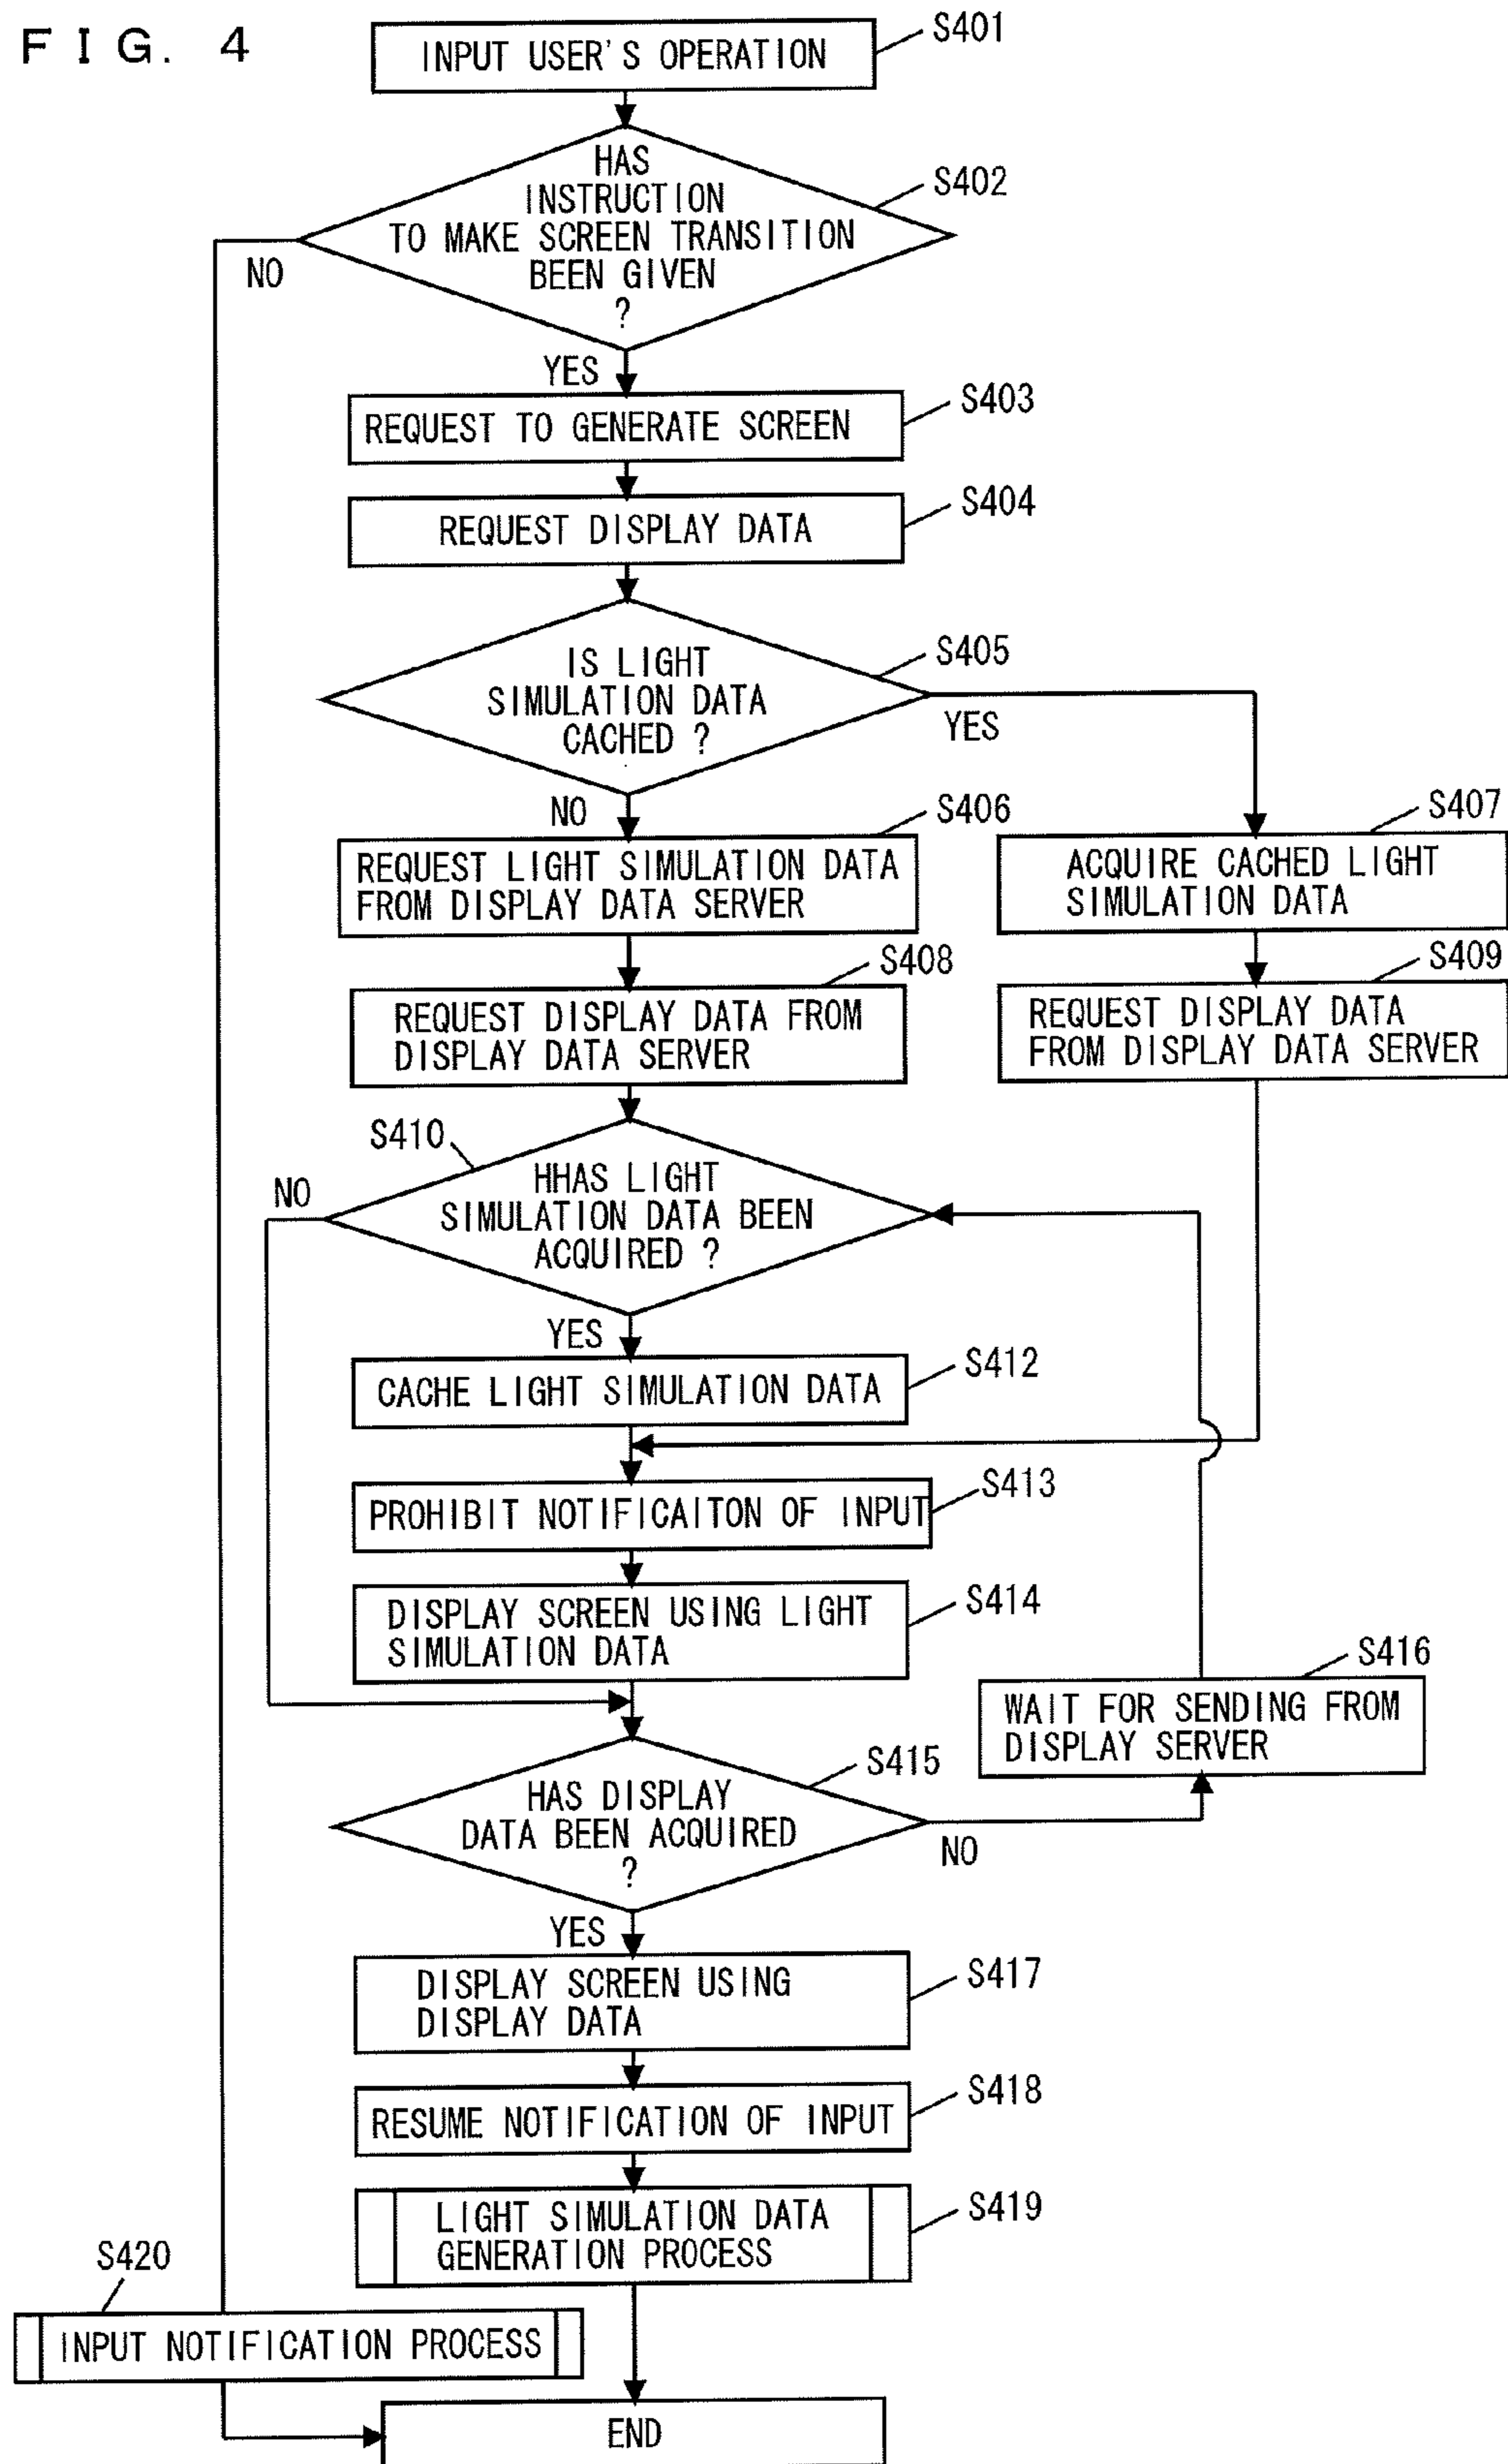 FIG. 4
S401
INPUT USER'S OPERATION
HAS
INSTRUCTION
TO MAKE SCREEN TRANSITION
BEEN GIVEN
?
S402
NO
YES
S403
REQUEST TO GENERATE SCREEN
S404
REQUEST DISPLAY DATA
S405
IS LIGHT
SIMULATION DATA
CACHED ?
YES
NO
S406
REQUEST LIGHT SIMULATION DATA
FROM DISPLAY DATA SERVER
S407
ACQUIRE CACHED LIGHT
SIMULATION DATA
S408
REQUEST DISPLAY DATA FROM
DISPLAY DATA SERVER
S409
REQUEST DISPLAY DATA
FROM DISPLAY DATA SERVER
S410
HHAS LIGHT
SIMULATION DATA BEEN
ACQUIRED ?
NO
YES
S412
CACHE LIGHT SIMULATION DATA
S413
PROHIBIT NOTIFICAITON OF INPUT
S414
DISPLAY SCREEN USING LIGHT
SIMULATION DATA
S416
WAIT FOR SENDING FROM
DISPLAY SERVER
S415
HAS DISPLAY
DATA BEEN ACQUIRED
?
NO
YES
S417
DISPLAY SCREEN USING
DISPLAY DATA
S418
RESUME NOTIFICATION OF INPUT
S419
LIGHT SIMULATION DATA
GENERATION PROCESS
S420
INPUT NOTIFICATION PROCESS
END